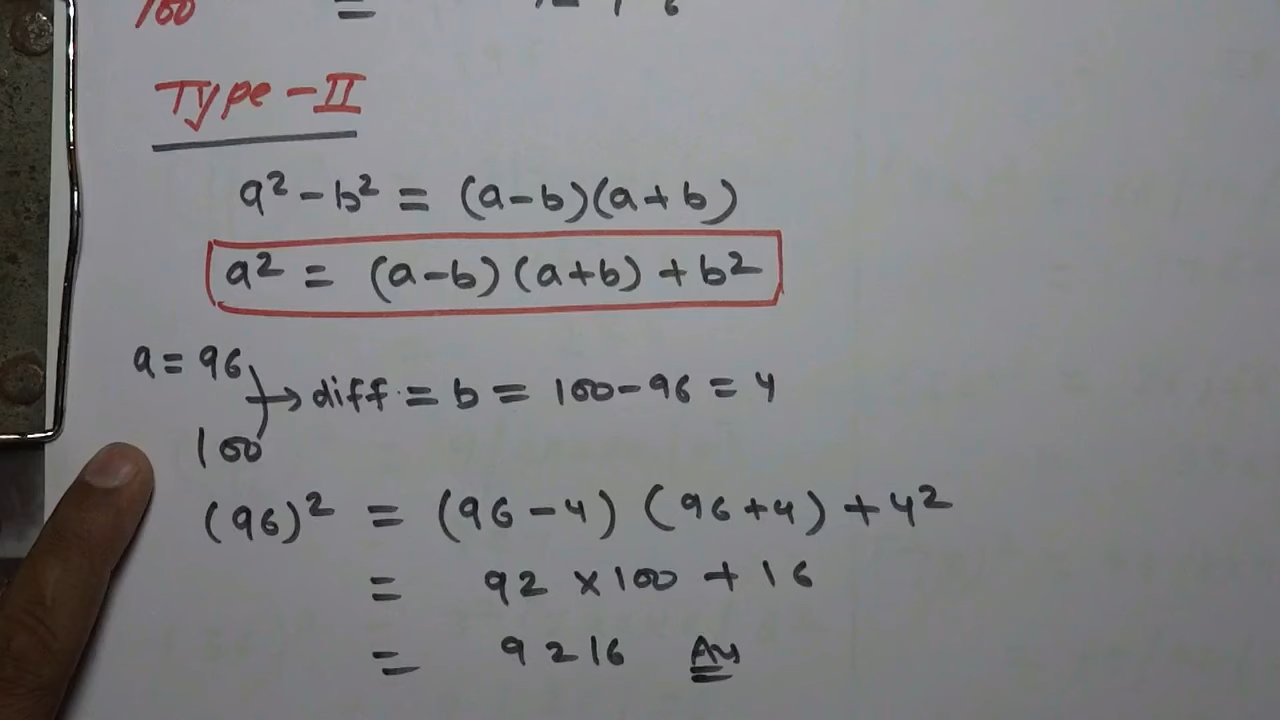 100 =
Type-II
a² - b² = (a-b)(a+b)
a² = (a-b)(a+b) + b²
a = 96
→ diff. = b = 100-96 = 4
100
(96)² = (96-4) (96+4) + 4²
= 92 × 100 + 16
= 9216 Ans